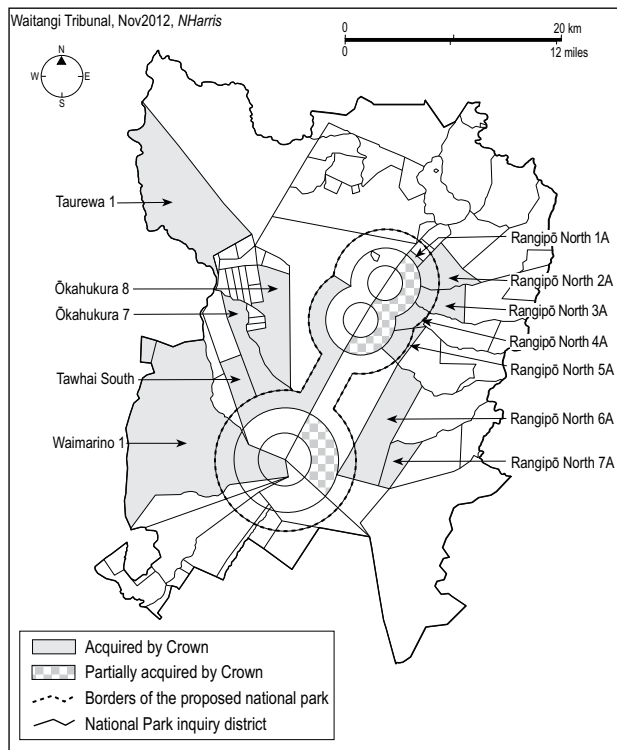 Waitangi Tribunal, Nov2012, NHarris
0 20 km
0 12 miles
N
W E
S
Taurewa 1
Ōkahukura 8
Ōkahukura 7
Tawhai South
Waimarino 1
Rangipō North 1A
Rangipō North 2A
Rangipō North 3A
Rangipō North 4A
Rangipō North 5A
Rangipō North 6A
Rangipō North 7A
Acquired by Crown
Partially acquired by Crown
Borders of the proposed national park
National Park inquiry district